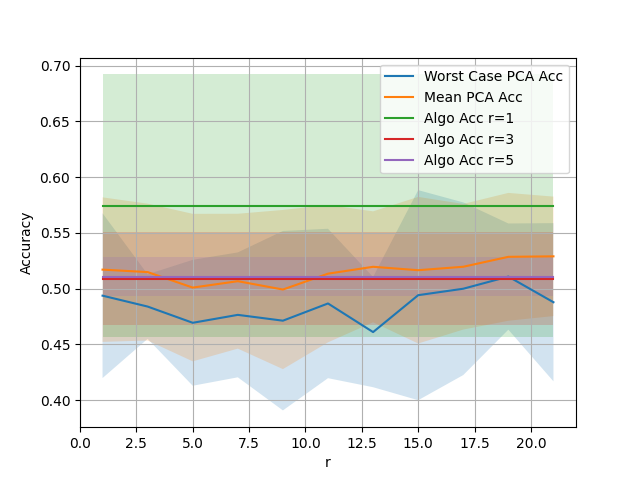 0.70
0.65
0.60
0.55
0.50
0.45
0.40
Accuracy
Worst Case PCA Acc
Mean PCA Acc
Algo Acc r=1
Algo Acc r=3
Algo Acc r=5
0.0 2.5 5.0 7.5 10.0 12.5 15.0 17.5 20.0
r